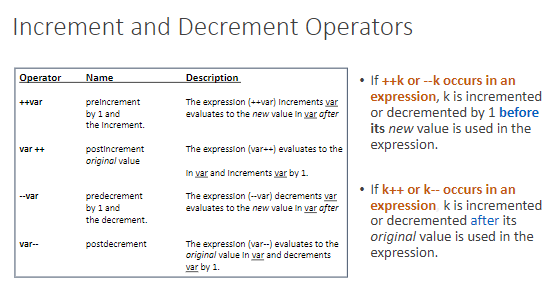 Increment and Decrement Operators
Operator Name Description
++var preincrement The expression (++var) increments var
by 1 and evaluates to the new value in var after
the increment.
var ++ postincrement The expression (var++) evaluates to the
original value
in var and increments var by 1.
--var predecrement The expression (--var) decrements var
by 1 and evaluates to the new value in var after
the decrement.
var-- postdecrement The expression (var--) evaluates to the
original value in var and decrements
var by 1.
• If ++k or --k occurs in an
expression, k is incremented
or decremented by 1 before
its new value is used in the
expression.
• If k++ or k-- occurs in an
expression k is incremented
or decremented after its
original value is used in the
expression.